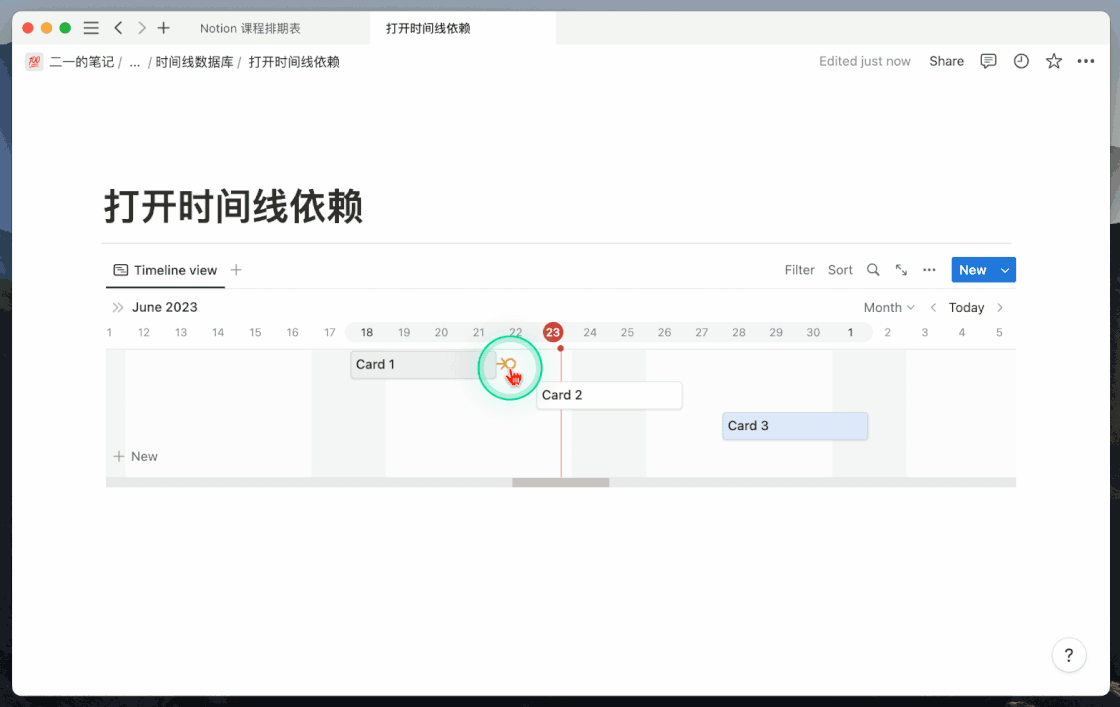 Notion 课程排期表
打开时间线依赖
💯 二一的笔记 / ... / 时间线数据库 / 打开时间线依赖
Edited just now
Share
打开时间线依赖
Timeline view
Filter Sort
New
June 2023
Month
Today
1 12 13 14 15 16 17 18 19 20 21 22 23 24 25 26 27 28 29 30 1 2 3 4 5
Card 1
Card 2
Card 3
+ New
?